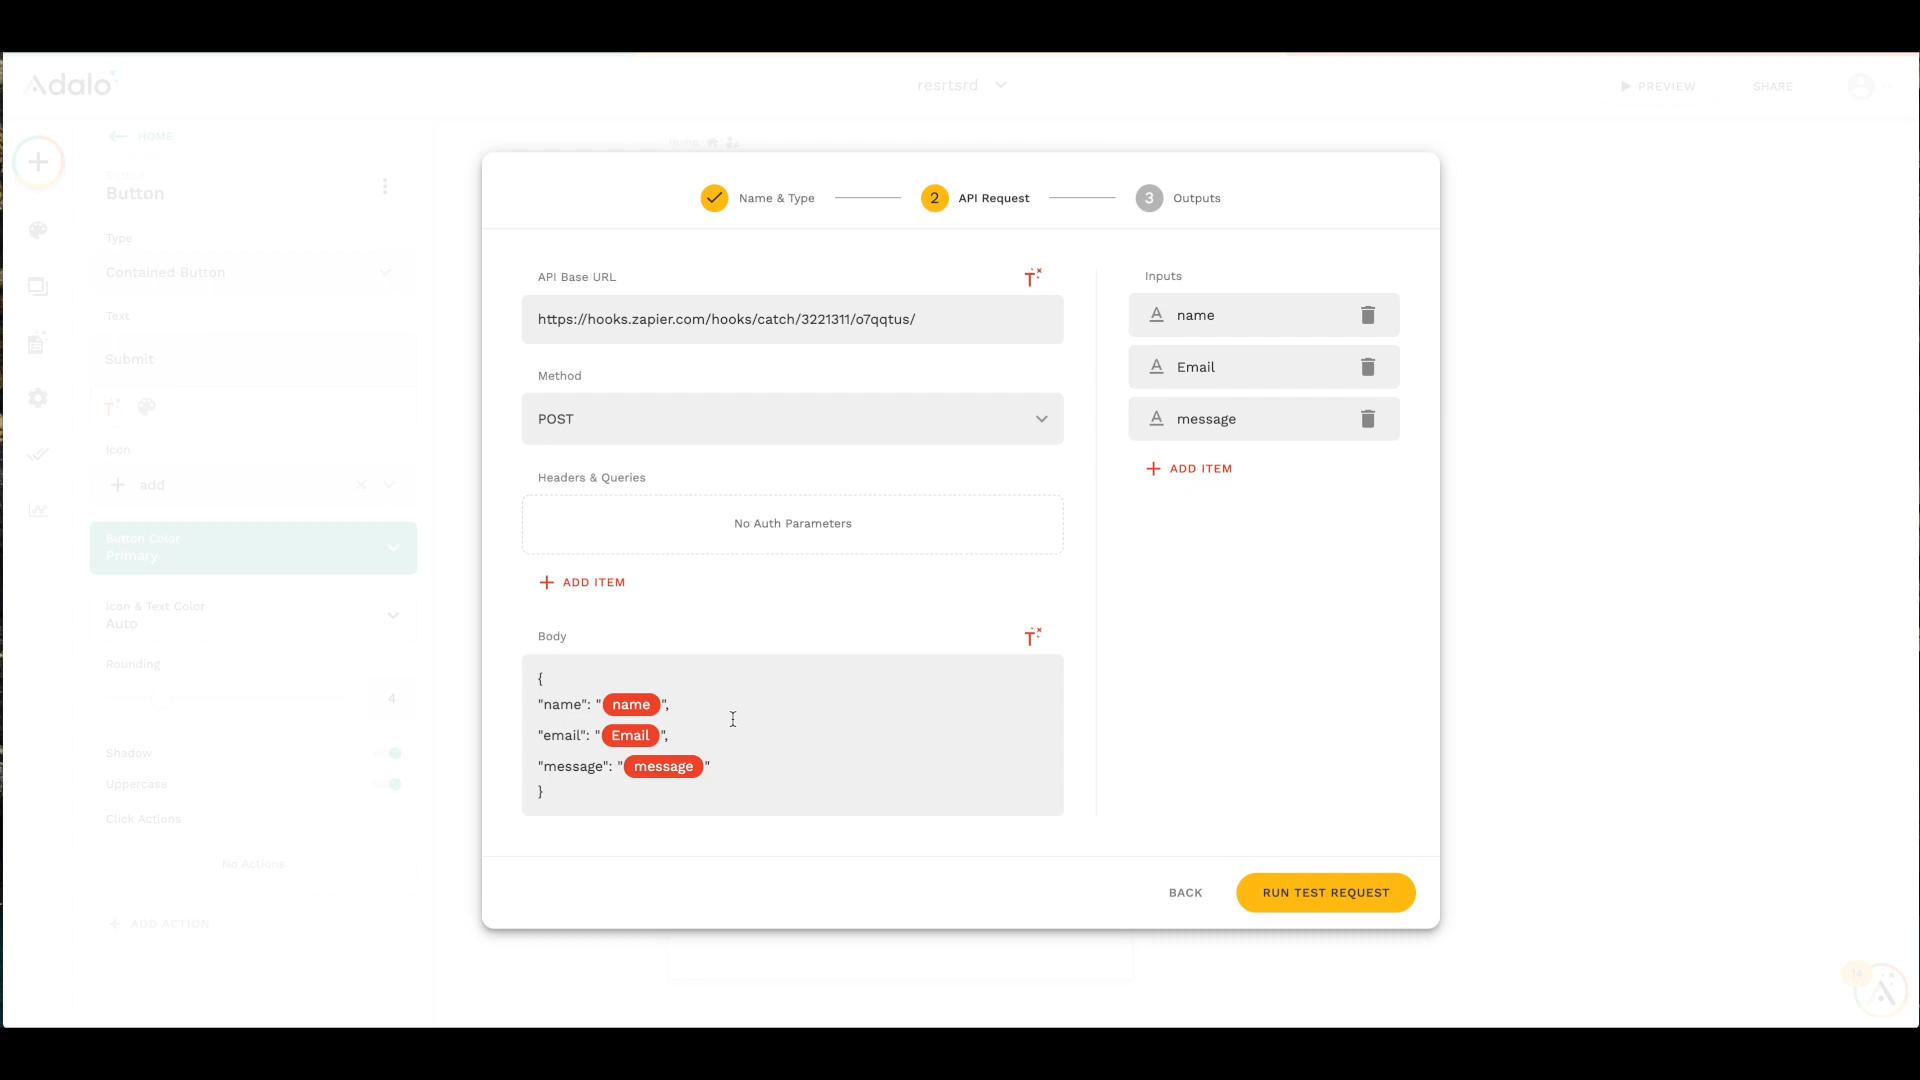 Adalo
resrtsrd
PREVIEW
SHARE
HOME
Home
Button
Button
Type
Contained Button
Text
Submit
Icon
add
Button Color
Primary
Icon & Text Color
Auto
Rounding
4
Shadow
Uppercase
Click Actions
No Actions
ADD ACTION
Name & Type
2 API Request
3 Outputs
API Base URL
https://hooks.zapier.com/hooks/catch/3221311/o7qqtus/
Method
POST
Headers & Queries
No Auth Parameters
ADD ITEM
Body
{
"name": "name",
"email": "Email",
"message": "message"
}
Inputs
name
Email
message
ADD ITEM
BACK
RUN TEST REQUEST
14